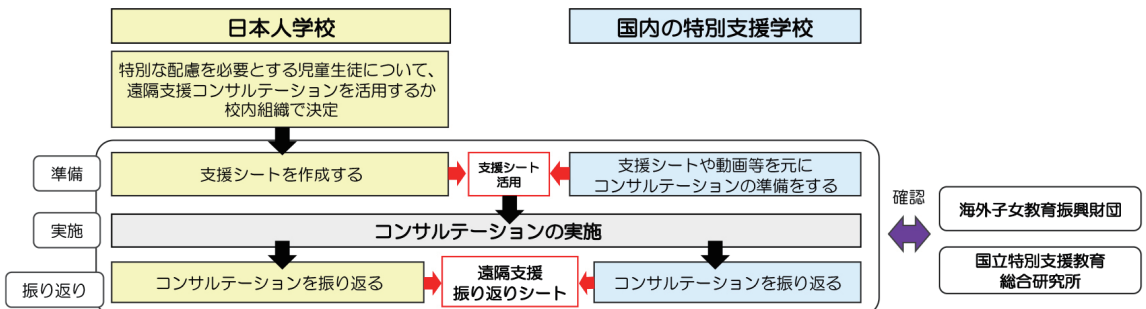 日本人学校
国内の特別支援学校
特別な配慮を必要とする児童生徒について、
遠隔支援コンサルテーションを活用するか
校内組織で決定
準備
支援シートを作成する
支援シート
活用
支援シートや動画等を元に
コンサルテーションの準備をする
実施
コンサルテーションの実施
振り返り
コンサルテーションを振り返る
遠隔支援
振り返りシート
コンサルテーションを振り返る
確認
海外子女教育振興財団
国立特別支援教育
総合研究所